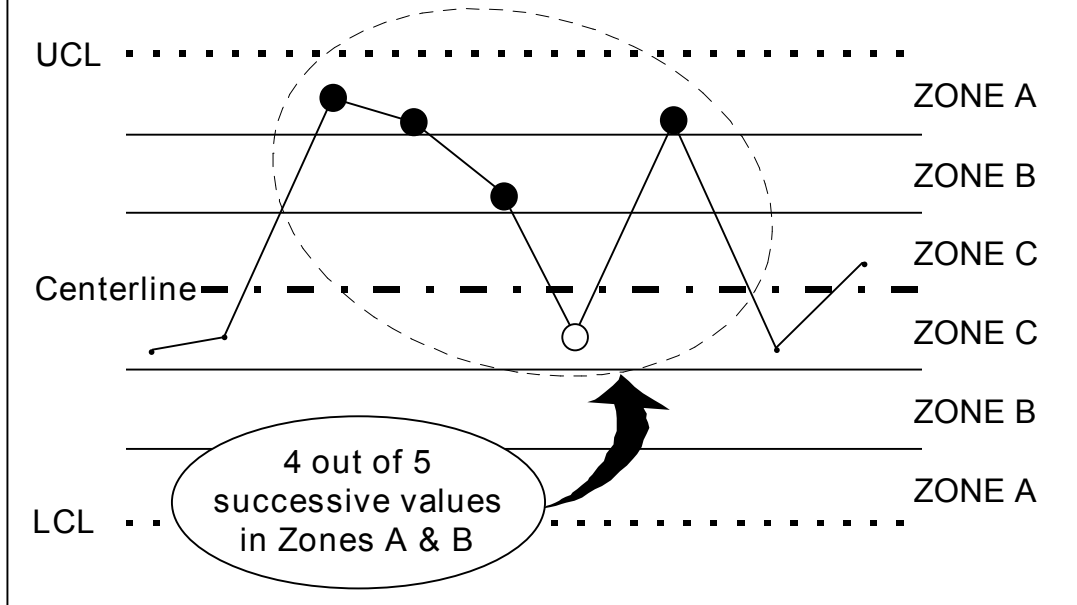 UCL
ZONE A
ZONE B
ZONE C
Centerline
ZONE C
ZONE B
4 out of 5
successive values
in Zones A & B
ZONE A
LCL